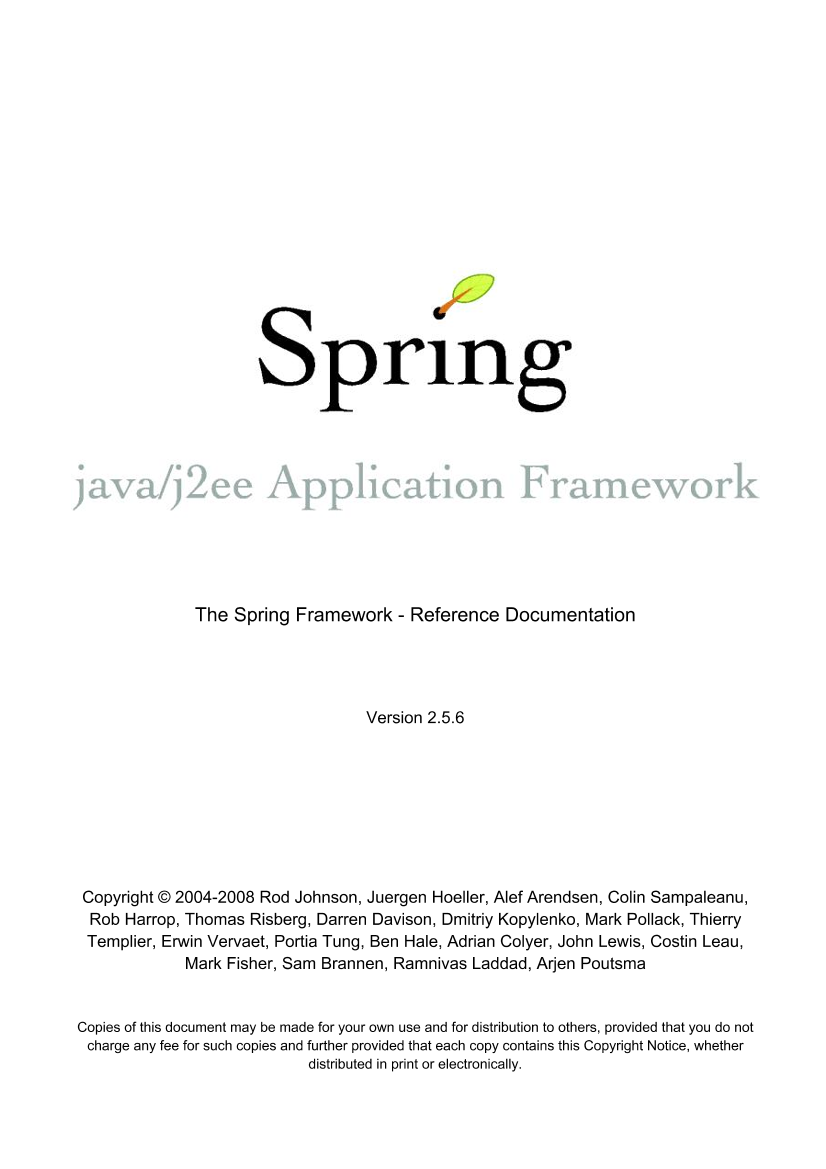 Spring
java/j2ee Application Framework
The Spring Framework - Reference Documentation
Version 2.5.6
Copyright © 2004-2008 Rod Johnson, Juergen Hoeller, Alef Arendsen, Colin Sampaleanu,
Rob Harrop, Thomas Risberg, Darren Davison, Dmitriy Kopylenko, Mark Pollack, Thierry
Templier, Erwin Vervaet, Portia Tung, Ben Hale, Adrian Colyer, John Lewis, Costin Leau,
Mark Fisher, Sam Brannen, Ramnivas Laddad, Arjen Poutsma
Copies of this document may be made for your own use and for distribution to others, provided that you do not
charge any fee for such copies and further provided that each copy contains this Copyright Notice, whether
distributed in print or electronically.